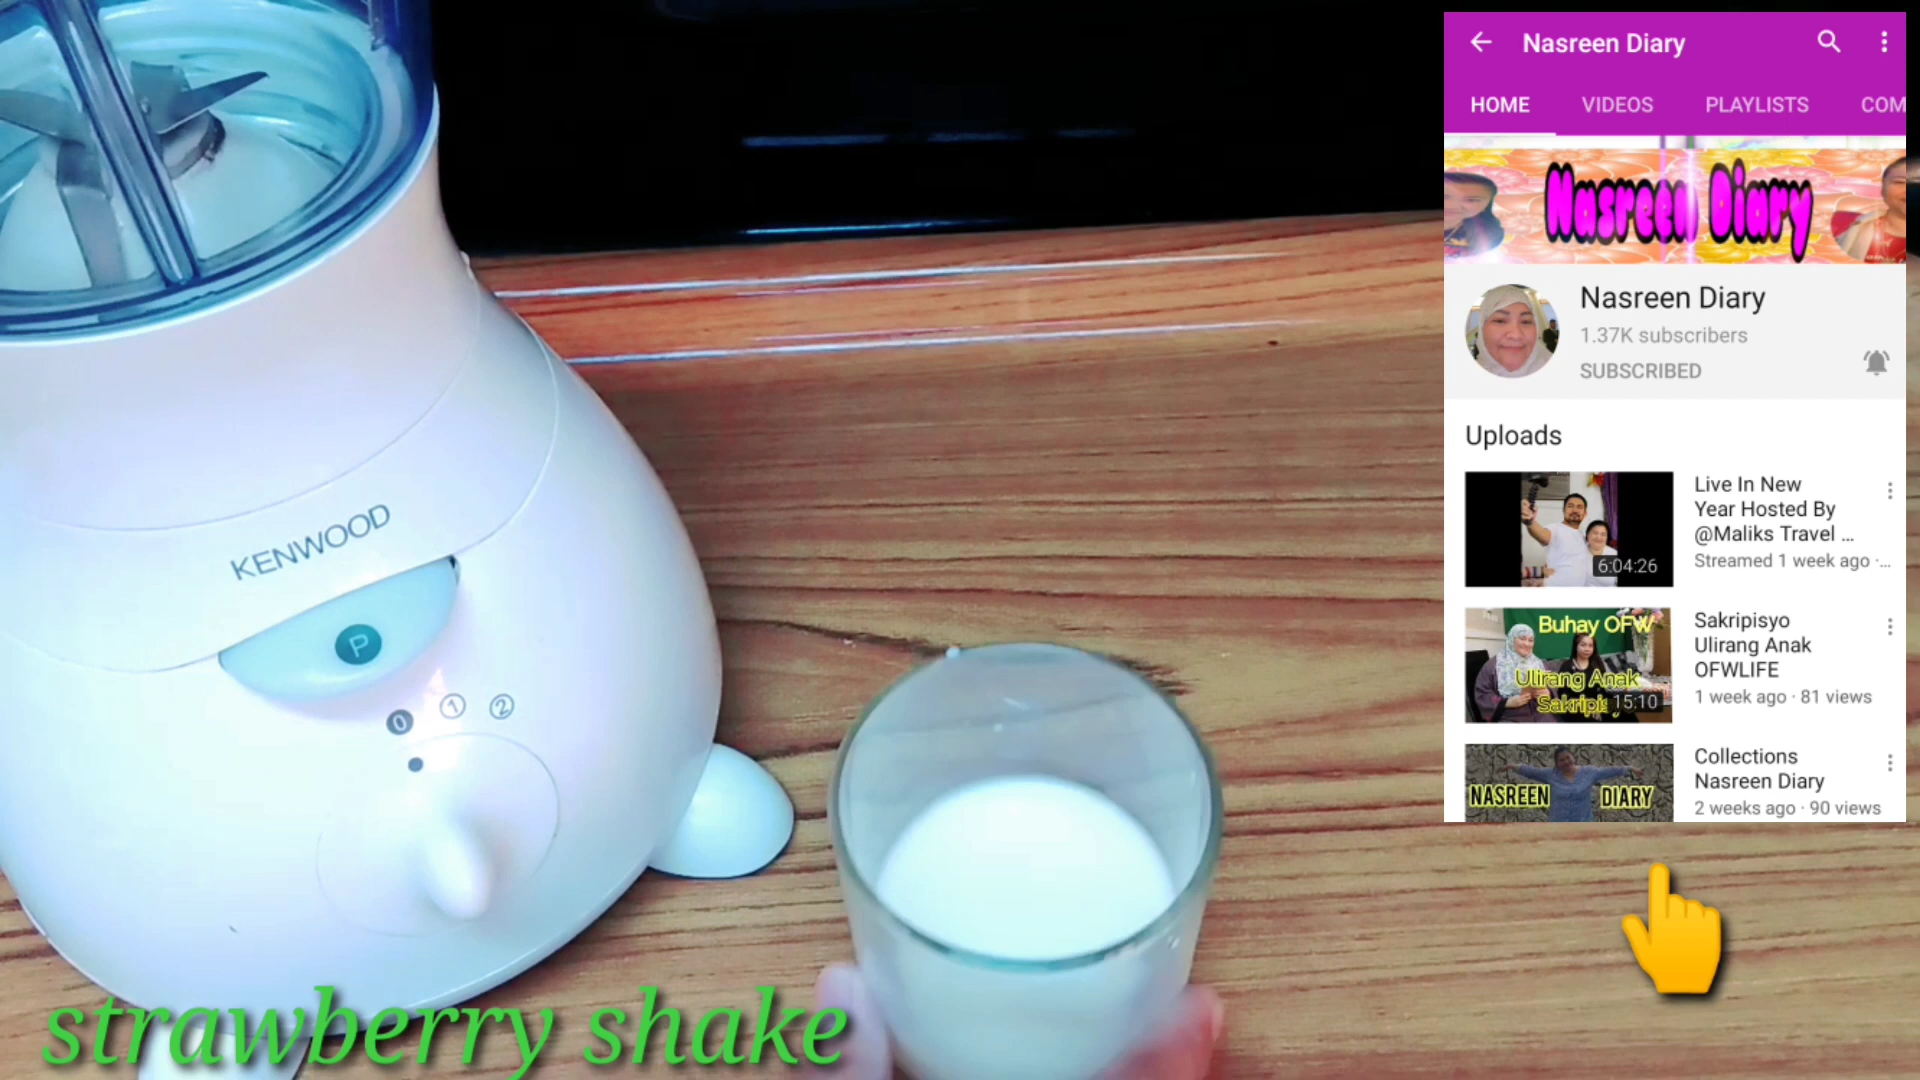 Nasreen Diary
HOME VIDEOS PLAYLISTS COM
Nasreen Diary
Nasreen Diary
1.37K subscribers
SUBSCRIBED
Uploads
Live In New
Year Hosted By
@Maliks Travel ...
Streamed 1 week ago ·...
6:04:26
Buhay OFW
Ulirang Anak
Sakripi
15:10
Sakripisyo
Ulirang Anak
OFWLIFE
1 week ago · 81 views
NASREEN DIARY
Collections
Nasreen Diary
2 weeks ago · 90 views
KENWOOD
P
0 1 2
strawberry shake